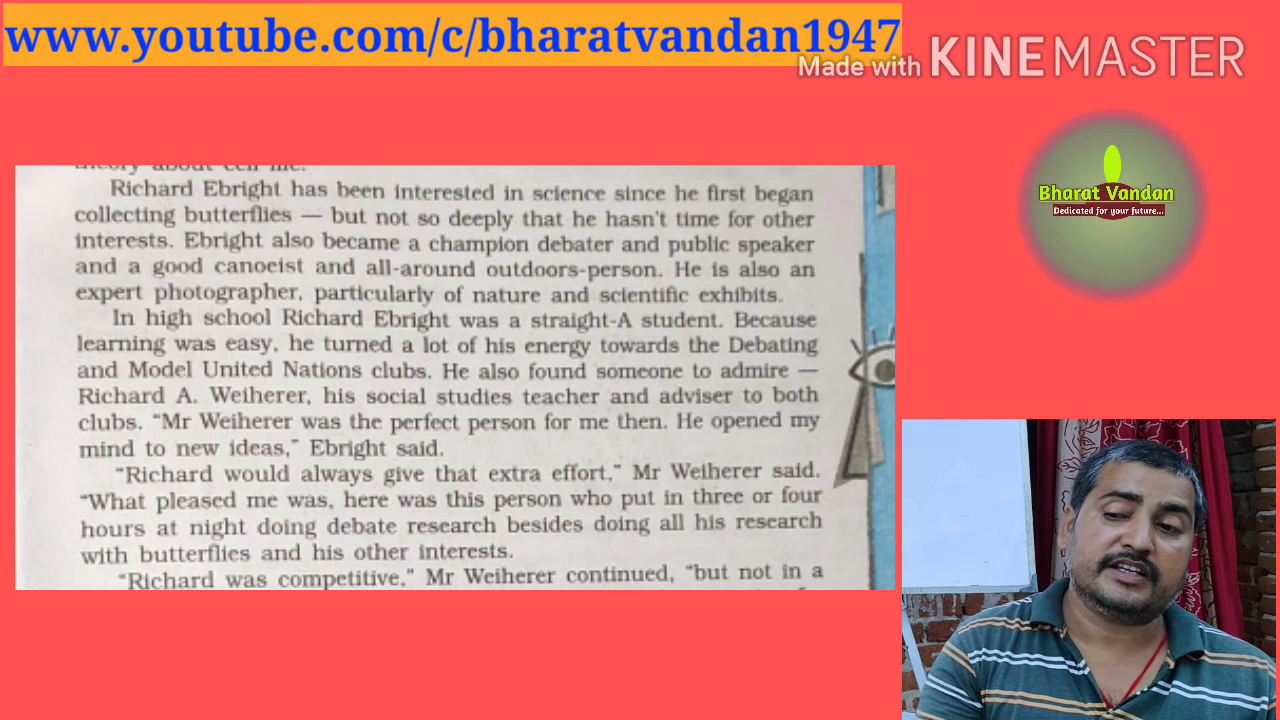 www.youtube.com/c/bharatvandan1947
Made with KINEMASTER
Bharat Vandan
Dedicated for your future...
theory about cell life.
Richard Ebright has been interested in science since he first began
collecting butterflies — but not so deeply that he hasn't time for other
interests. Ebright also became a champion debater and public speaker
and a good canoeist and all-around outdoors-person. He is also an
expert photographer, particularly of nature and scientific exhibits.
In high school Richard Ebright was a straight-A student. Because
learning was easy, he turned a lot of his energy towards the Debating
and Model United Nations clubs. He also found someone to admire —
Richard A. Weiherer, his social studies teacher and adviser to both
clubs. “Mr Weiherer was the perfect person for me then. He opened my
mind to new ideas,” Ebright said.
“Richard would always give that extra effort,” Mr Weiherer said.
“What pleased me was, here was this person who put in three or four
hours at night doing debate research besides doing all his research
with butterflies and his other interests.
“Richard was competitive,” Mr Weiherer continued, “but not in a